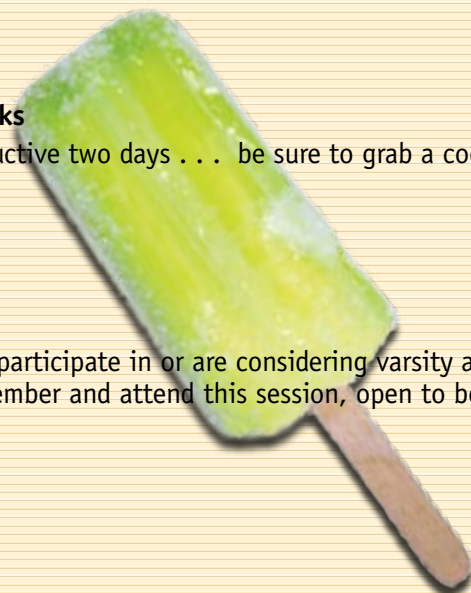 ks
uctive two days . . . be sure to grab a coo
participate in or are considering varsity a
ember and attend this session, open to bo